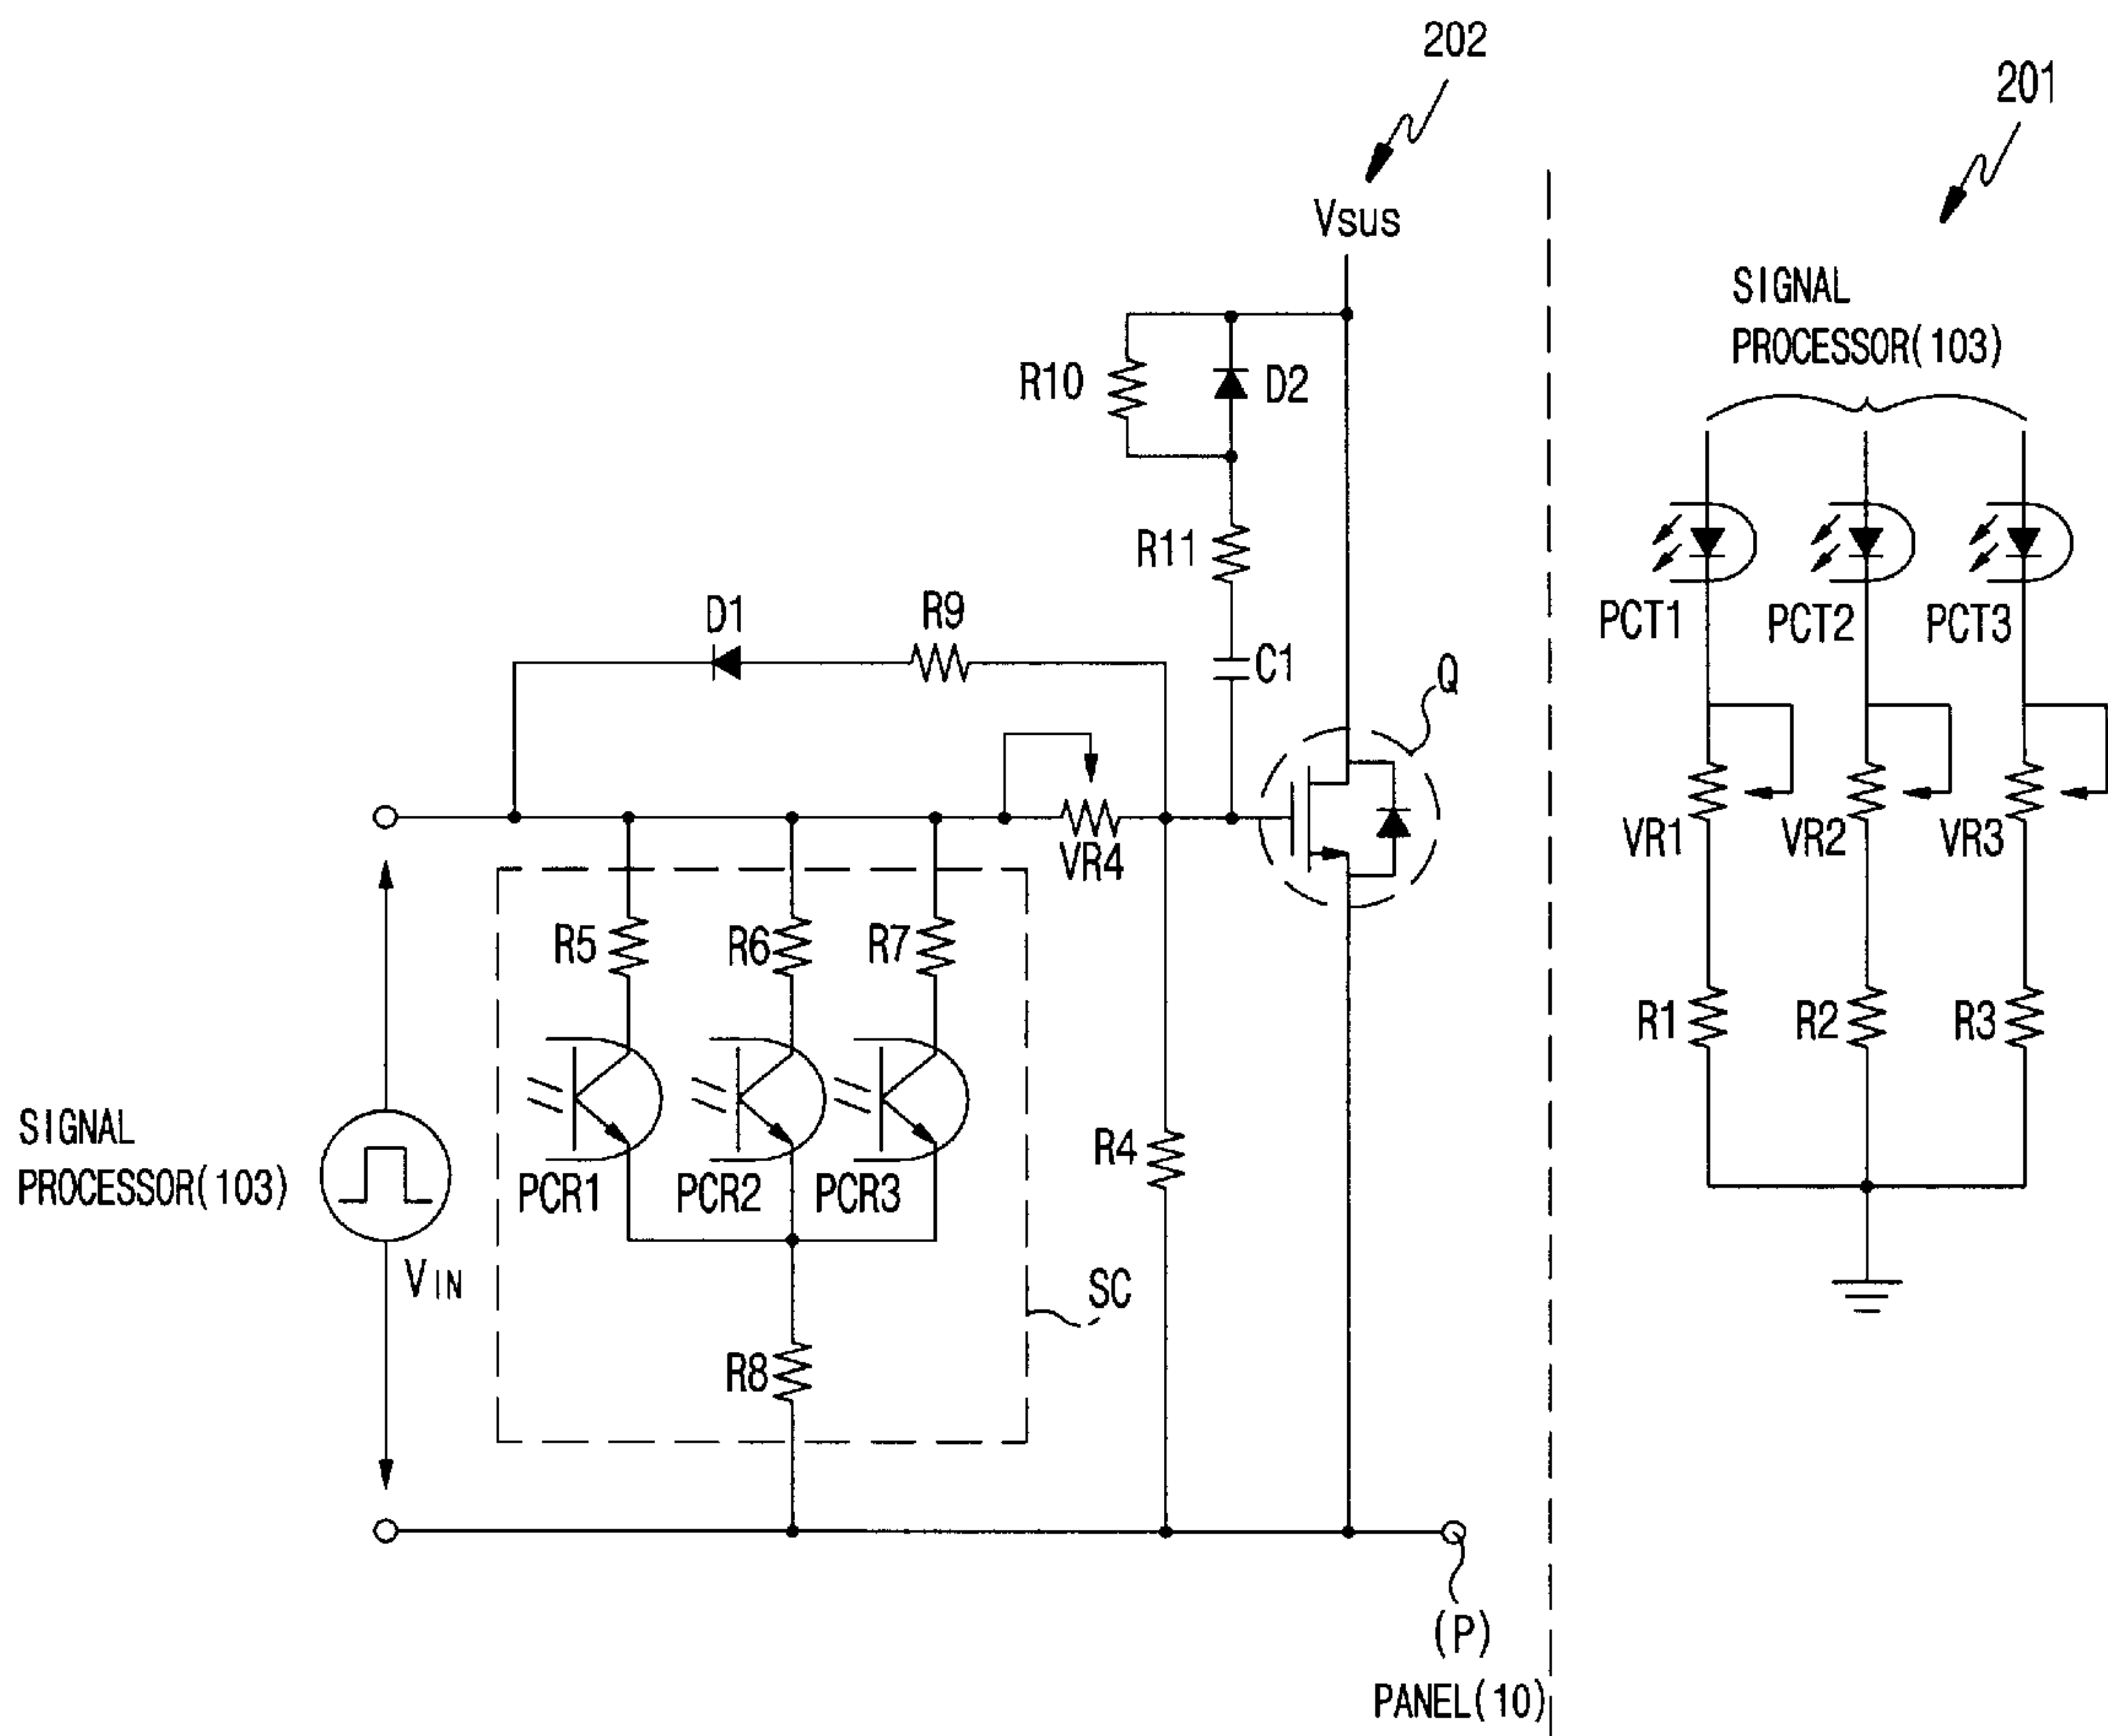 202
201
Vsus
SIGNAL
PROCESSOR(103)
R10
D2
R11
PCT1
PCT2
PCT3
D1
R9
C1
Q
VR4
VR1
VR2
VR3
R5
R6
R7
R1
R2
R3
SIGNAL
PROCESSOR(103)
PCR1
PCR2
PCR3
R4
VIN
SC
R8
(P)
PANEL(10)